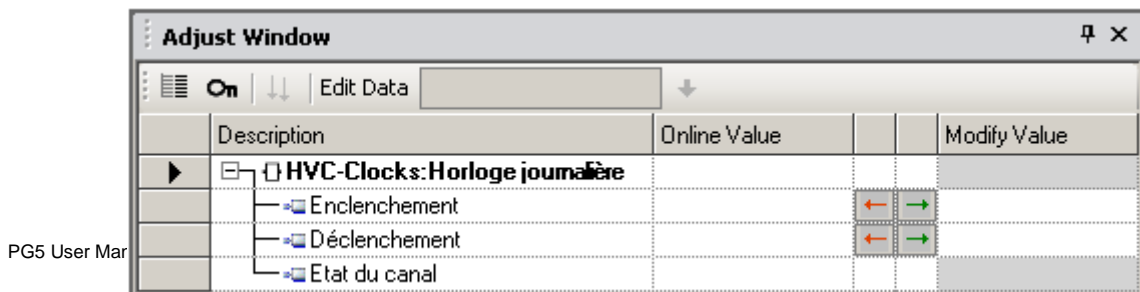 Adjust Window
On Edit Data
Description Online Value Modify Value
HVC-Clocks:Horloge journalière
Enclenchement
Déclenchement
PG5 User Mar
Etat du canal